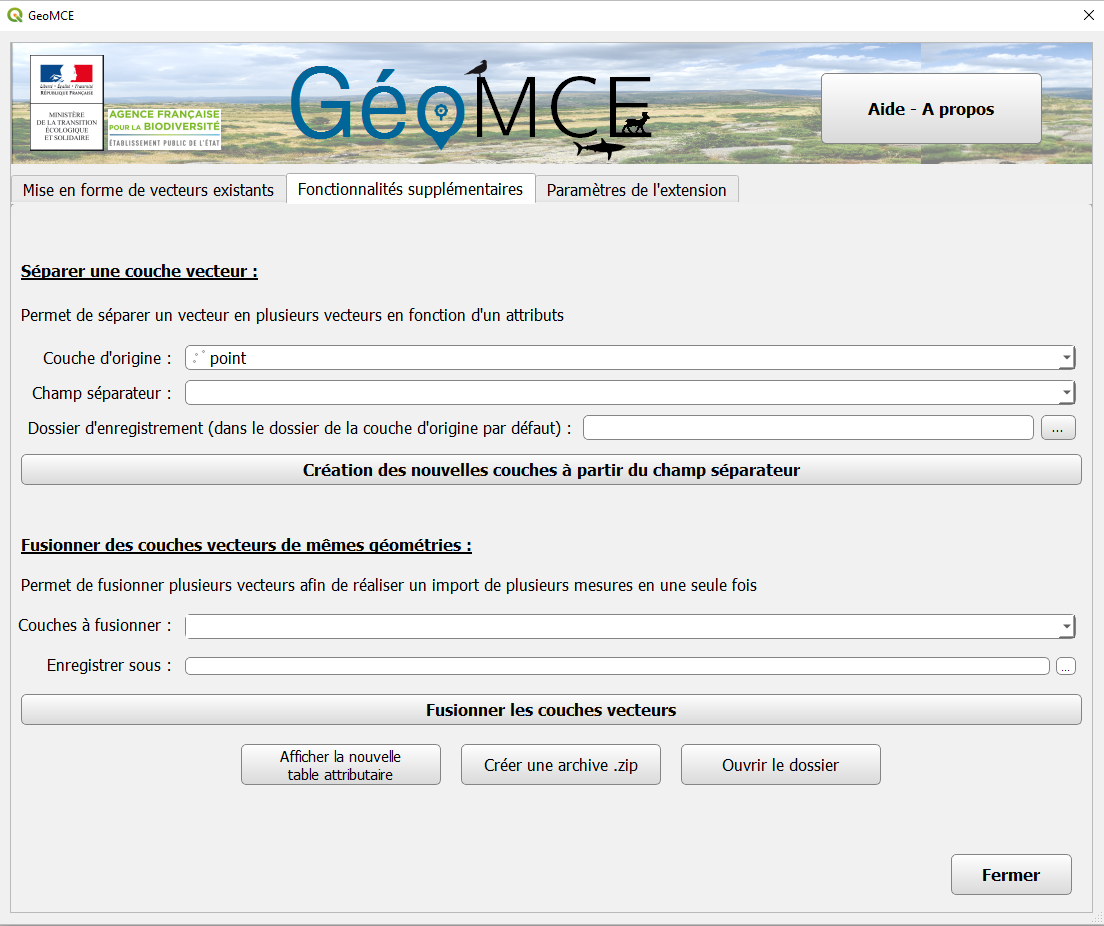 GeoMCE
Liberté • Égalité • Fraternité
RÉPUBLIQUE FRANÇAISE
MINISTÈRE
DE LA TRANSITION
ÉCOLOGIQUE
ET SOLIDAIRE
AGENCE FRANÇAISE
POUR LA BIODIVERSITÉ
ÉTABLISSEMENT PUBLIC DE L'ÉTAT
GéoMCE
Aide - A propos
Mise en forme de vecteurs existants
Fonctionnalités supplémentaires
Paramètres de l'extension
Séparer une couche vecteur :
Permet de séparer un vecteur en plusieurs vecteurs en fonction d'un attributs
Couche d'origine : point
Champ séparateur :
Dossier d'enregistrement (dans le dossier de la couche d'origine par défaut) : ...
Création des nouvelles couches à partir du champ séparateur
Fusionner des couches vecteurs de mêmes géométries :
Permet de fusionner plusieurs vecteurs afin de réaliser un import de plusieurs mesures en une seule fois
Couches à fusionner :
Enregistrer sous : ...
Fusionner les couches vecteurs
Afficher la nouvelle
table attributaire
Créer une archive .zip
Ouvrir le dossier
Fermer